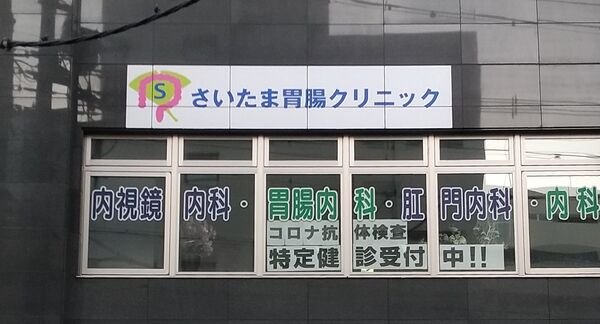 S
さいたま胃腸クリニック
内視鏡内科・胃腸内科・肛門内科・内科
コロナ抗体検査
特定健診受付中!!